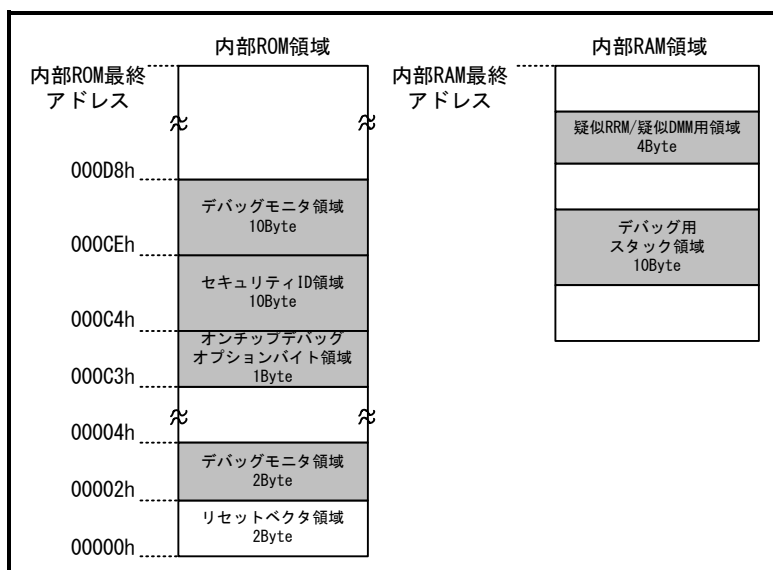 内部ROM領域
内部ROM最終
アドレス
000D8h
デバッグモニタ領域
10Byte
000CEh
セキュリティID領域
10Byte
000C4h
オンチップデバッグ
オプションバイト領域
1Byte
000C3h
00004h
デバッグモニタ領域
2Byte
00002h
リセットベクタ領域
2Byte
00000h
内部RAM領域
内部RAM最終
アドレス
疑似RRM/疑似DMM用領域
4Byte
デバッグ用
スタック領域
10Byte